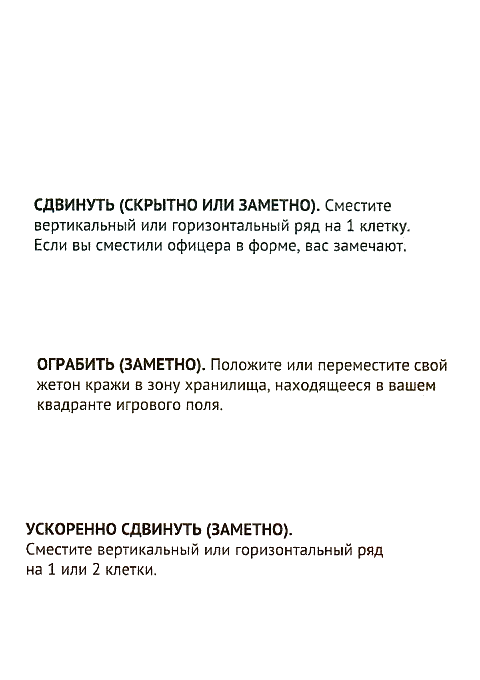 СДВИНУТЬ (СКРЫТНО ИЛИ ЗАМЕТНО). Сместите
вертикальный или горизонтальный ряд на 1 клетку.
Если вы сместили офицера в форме, вас замечают.
ОГРАБИТЬ (ЗАМЕТНО). Положите или переместите свой
жетон кражи в зону хранилища, находящееся в вашем
квадранте игрового поля.
УСКОРЕННО СДВИНУТЬ (ЗАМЕТНО).
Сместите вертикальный или горизонтальный ряд
на 1 или 2 клетки.